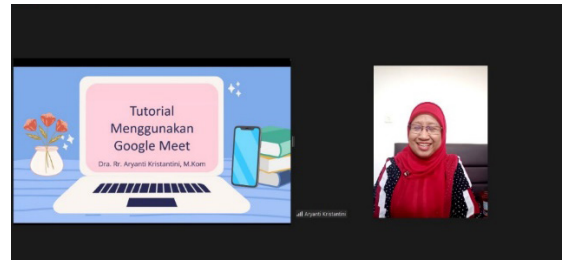 Tutorial
Menggunakan
Google Meet
Dra. Rr. Aryanti Kristantini, M.Kom
Aryanti Kristantini